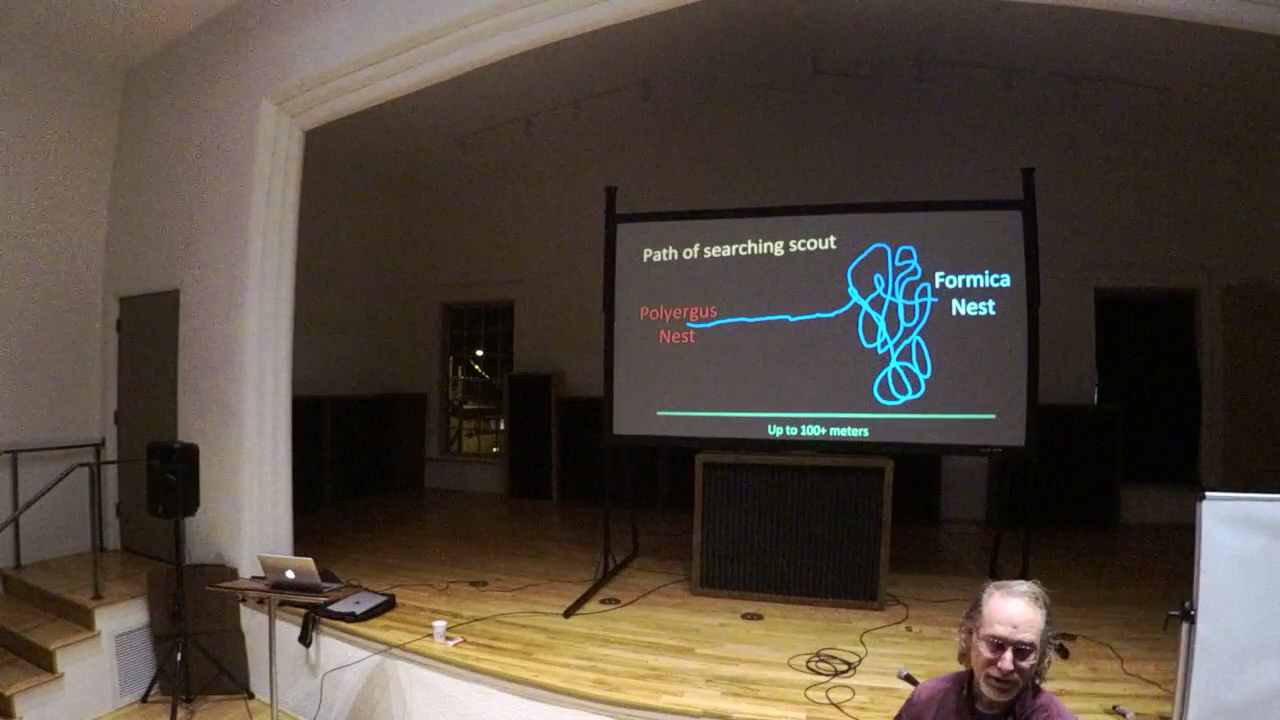 Path of searching scout
Polyergus
Nest
Formica
Nest
Up to 100+ meters